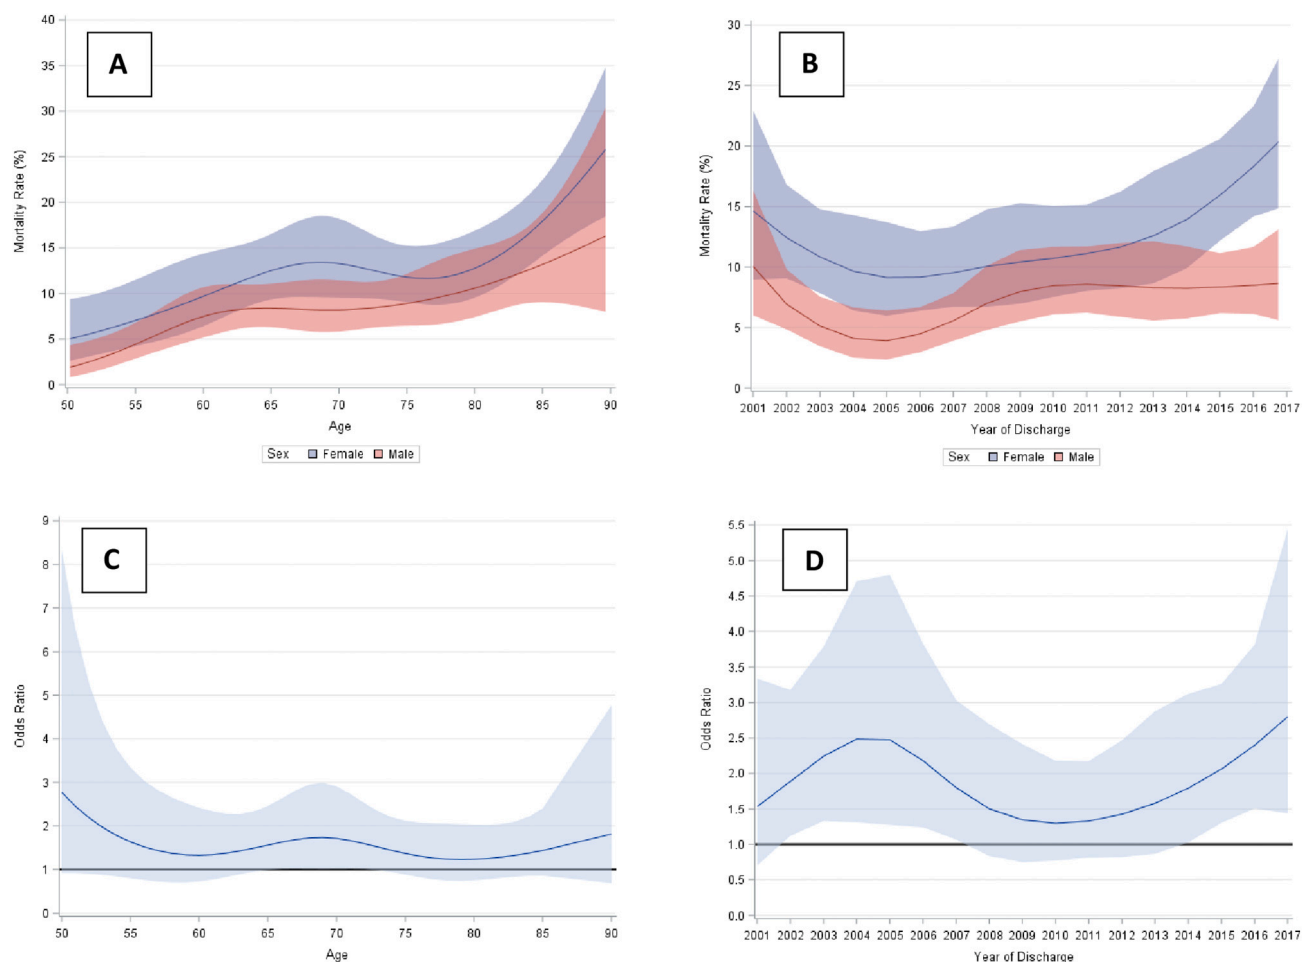 A
Mortality Rate (%)
40
35
30
25
20
15
10
5
0
50 55 60 65 70 75 80 85 90
Age
Sex Female Male
B
Mortality Rate (%)
30
25
20
15
10
5
0
2001 2002 2003 2004 2005 2006 2007 2008 2009 2010 2011 2012 2013 2014 2015 2016 2017
Year of Discharge
Sex Female Male
C
Odds Ratio
9
8
7
6
5
4
3
2
1
0
50 55 60 65 70 75 80 85 90
Age
D
Odds Ratio
5.5
5.0
4.5
4.0
3.5
3.0
2.5
2.0
1.5
1.0
0.5
0.0
2001 2002 2003 2004 2005 2006 2007 2008 2009 2010 2011 2012 2013 2014 2015 2016 2017
Year of Discharge